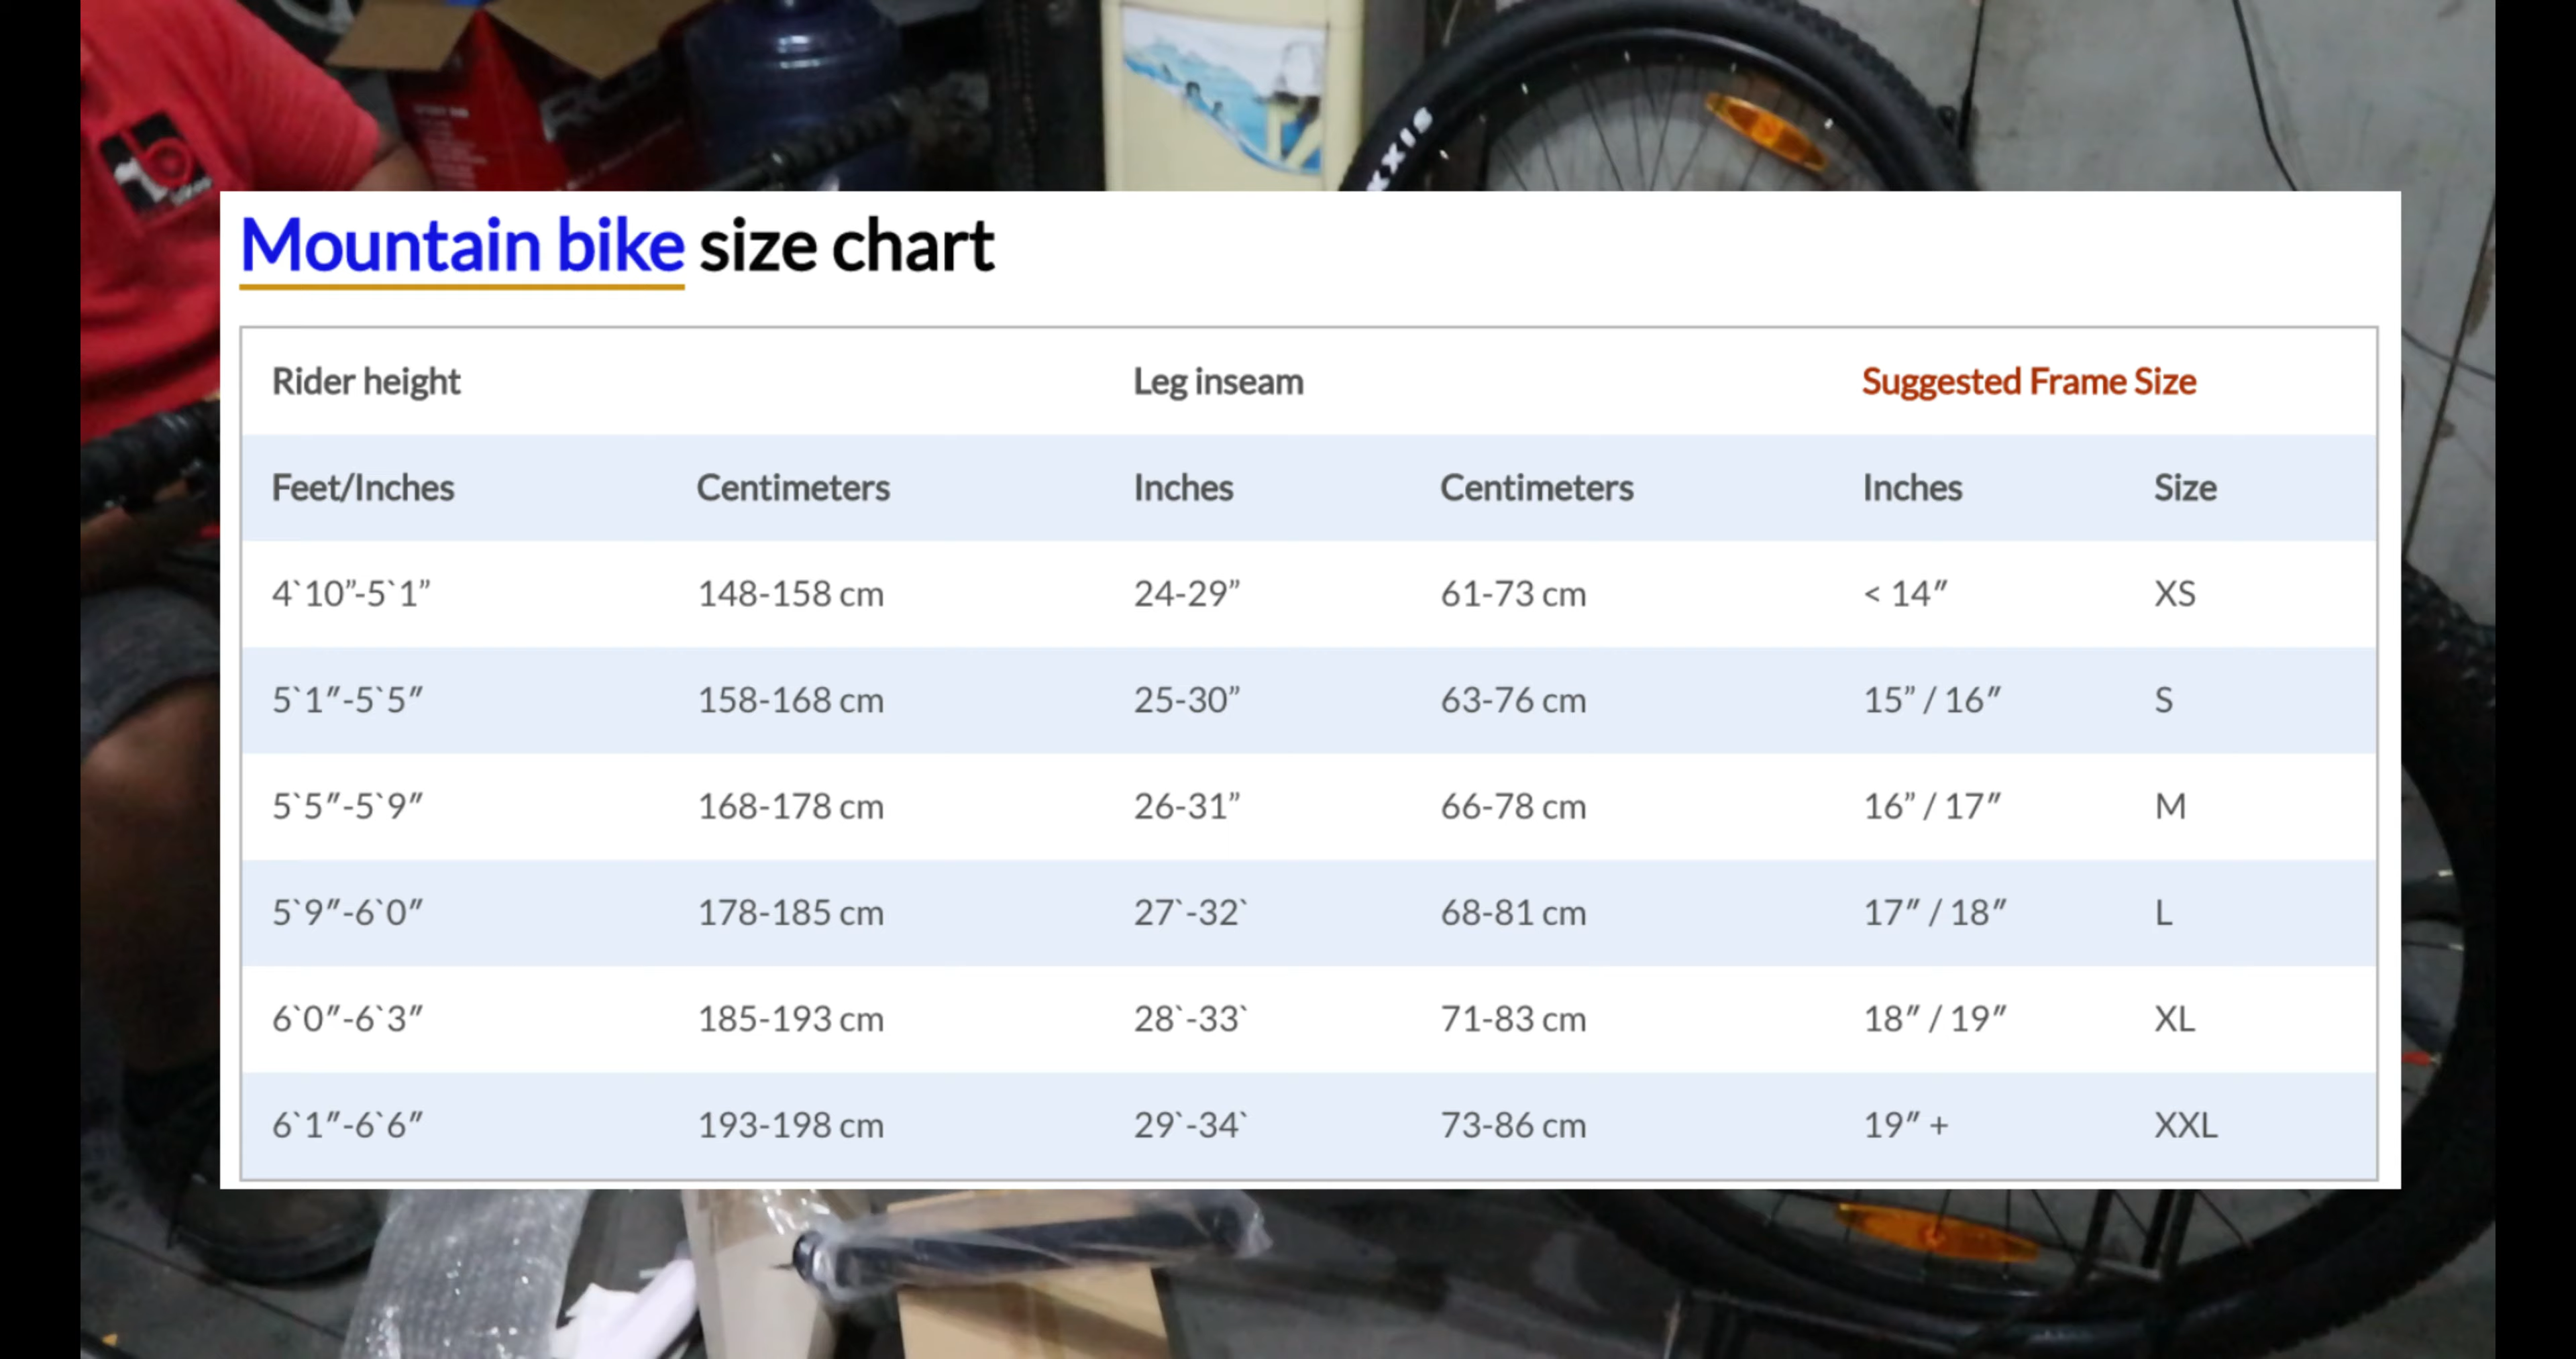 XXIS
Mountain bike size chart
Rider height Leg inseam Suggested Frame Size
Feet/Inches Centimeters Inches Centimeters Inches Size
4`10”-5`1” 148-158 cm 24-29” 61-73 cm < 14″ XS
5`1″-5`5″ 158-168 cm 25-30” 63-76 cm 15” / 16″ S
5`5″-5`9″ 168-178 cm 26-31” 66-78 cm 16” / 17″ M
5`9″-6`0″ 178-185 cm 27`-32` 68-81 cm 17″ / 18″ L
6`0″-6`3″ 185-193 cm 28`-33` 71-83 cm 18″ / 19″ XL
6`1″-6`6″ 193-198 cm 29`-34` 73-86 cm 19″ + XXL